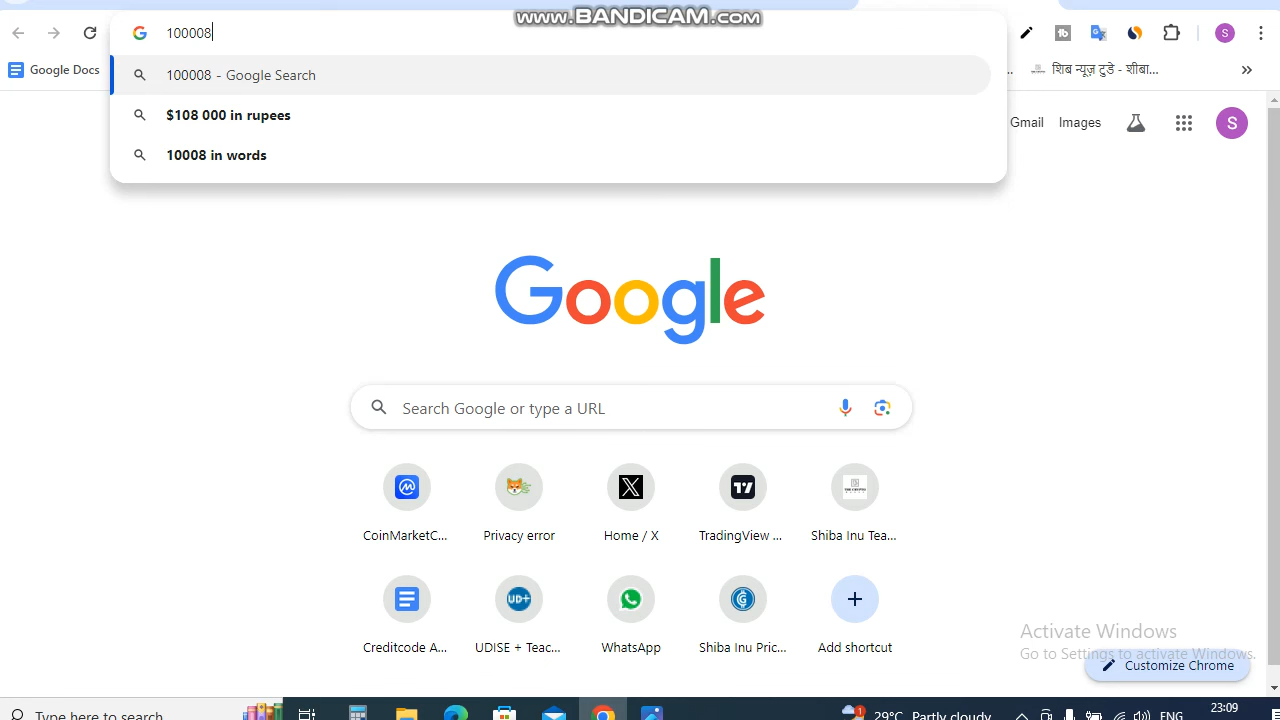 www.BANDICAM.com
100008
100008 - Google Search
$108 000 in rupees
10008 in words
Google Docs
... शिब न्यूज़ टुडे - शीबा...
»
Gmail Images S
Google
Search Google or type a URL
CoinMarketC... Privacy error Home / X TradingView ... Shiba Inu Tea...
UD+
Creditcode A... UDISE + Teac... WhatsApp Shiba Inu Pric... Add shortcut
Activate Windows
Go to Settings to activate Windows.
Customize Chrome
Type here to search 1 29°C Partly cloudy ENG 23:09